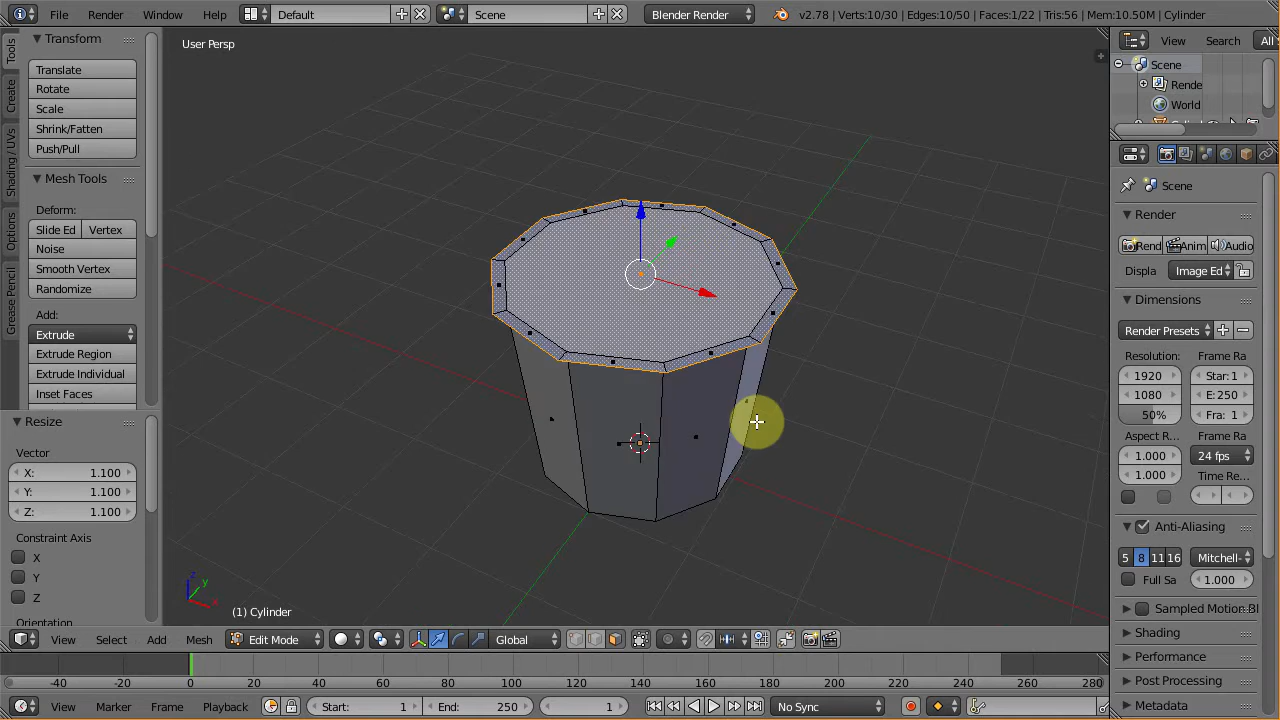 File Render Window Help Default Scene Blender Render v2.78 | Verts:10/30 | Edges:10/50 | Faces:1/22 | Tris:56 | Mem:10.50M | Cylinder
Tools
Create
Shading / UVs
Options
Grease Pencil
Transform
Translate
Rotate
Scale
Shrink/Fatten
Push/Pull
Mesh Tools
Deform:
Slide Ed Vertex
Noise
Smooth Vertex
Randomize
Add:
Extrude
Extrude Region
Extrude Individual
Inset Faces
Resize
Vector
X: 1.100
Y: 1.100
Z: 1.100
Constraint Axis
X
Y
Z
Orientation
User Persp
z
y
x
(1) Cylinder
View Select Add Mesh Edit Mode Global
-40 -20 0 20 40 60 80 100 120 140 160 180 200 220 240 260 280
View Marker Frame Playback Start: 1 End: 250 1 No Sync
View Search All S
Scene
Rende
World
Scene
Render
Rend Anim Audio
Displa Image Ed
Dimensions
Render Presets
Resolution: Frame Ra
1920 Star: 1
1080 E: 250
50% Fra: 1
Aspect R... Frame Ra
1.000 24 fps
1.000 Time Re...
Anti-Aliasing
5 8 11 16 Mitchell-
Full Sa 1.000
Sampled Motion Bl
Shading
Performance
Post Processing
Metadata